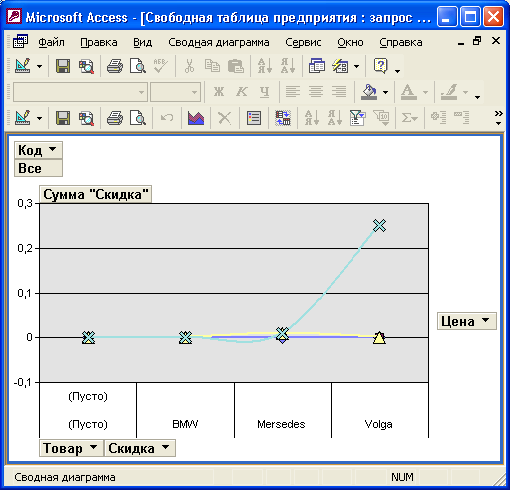 Microsoft Access - [Свободная таблица предприятия : запрос ...
Файл Правка Вид Сводная диаграмма Сервис Окно Справка
Ж К Ч
Код
Все
Сумма "Скидка"
0,3
0,2
0,1
0
-0,1
Цена
(Пусто)
(Пусто) BMW Mersedes Volga
Товар Скидка
Сводная диаграмма NUM